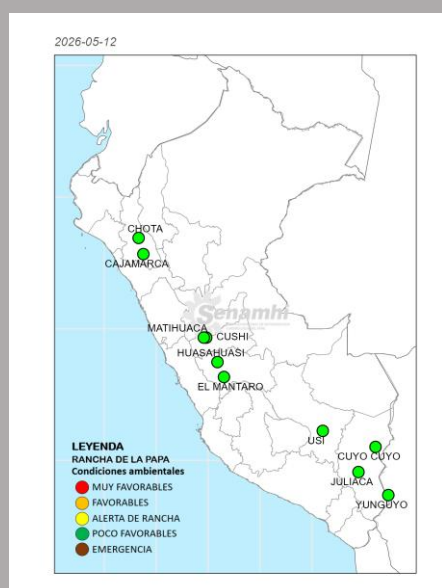 2026-05-12
CHOTA
CAJAMARCA
Senamhi
MATIHUACA
CUSHI
HUASAHUASI
EL MANTARO
USI
CUYO CUYO
JULIACA
YUNGUYO
LEYENDA
RANCHA DE LA PAPA
Condiciones ambientales
MUY FAVORABLES
FAVORABLES
ALERTA DE RANCHA
POCO FAVORABLES
EMERGENCIA